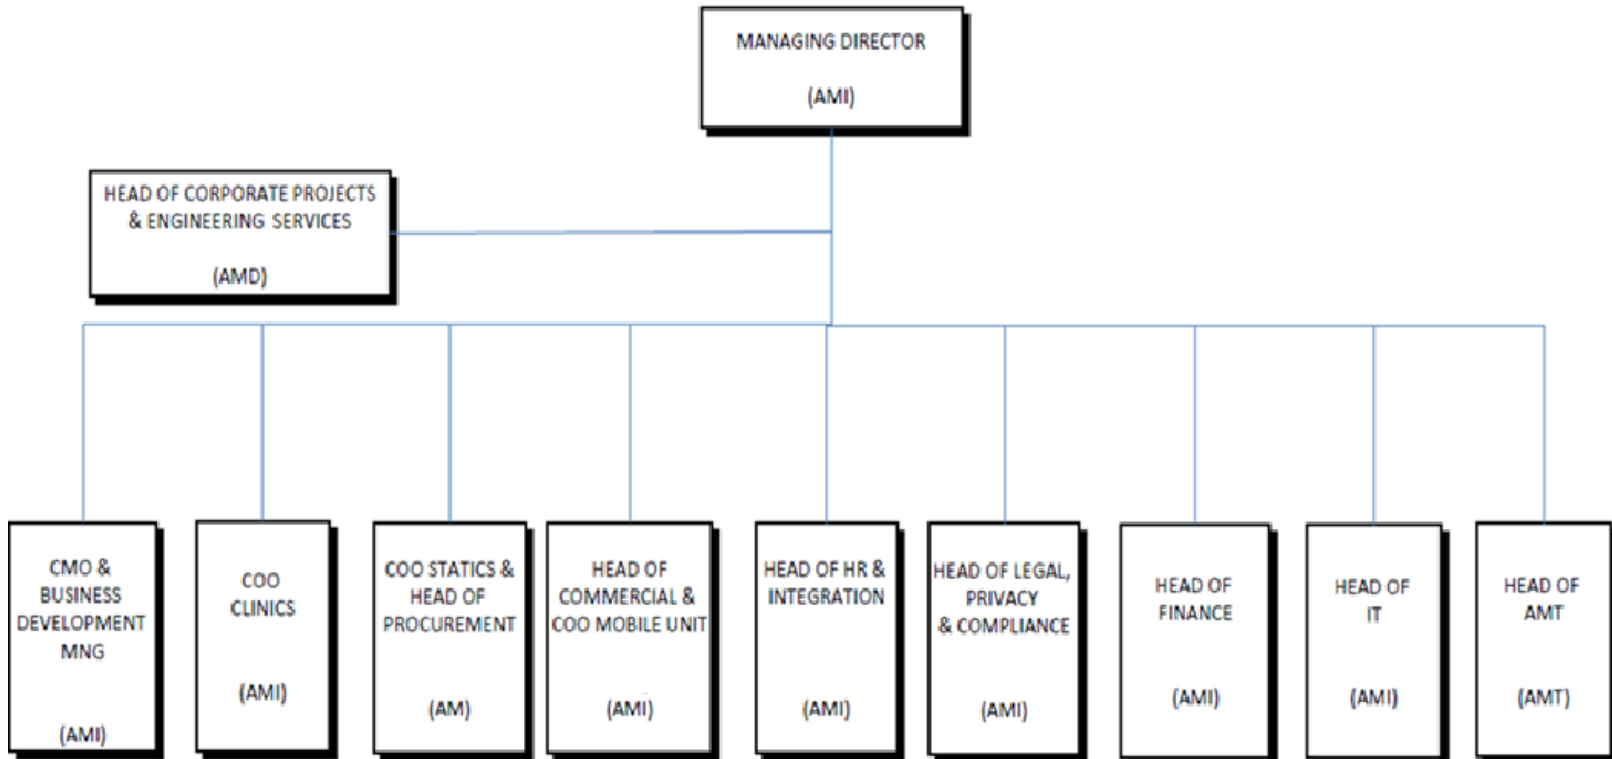 MANAGING DIRECTOR
(AMI)
HEAD OF CORPORATE PROJECTS
& ENGINEERING SERVICES
(AMD)
CMO &
BUSINESS
DEVELOPMENT
MNG
(AMI)
COO
CLINICS
(AMI)
COO STATICS &
HEAD OF
PROCUREMENT
(AM)
HEAD OF
COMMERCIAL &
COO MOBILE UNIT
(AMI)
HEAD OF HR &
INTEGRATION
(AMI)
HEAD OF LEGAL,
PRIVACY
& COMPLIANCE
(AMI)
HEAD OF
FINANCE
(AMI)
HEAD OF
IT
(AMI)
HEAD OF
AMT
(AMT)